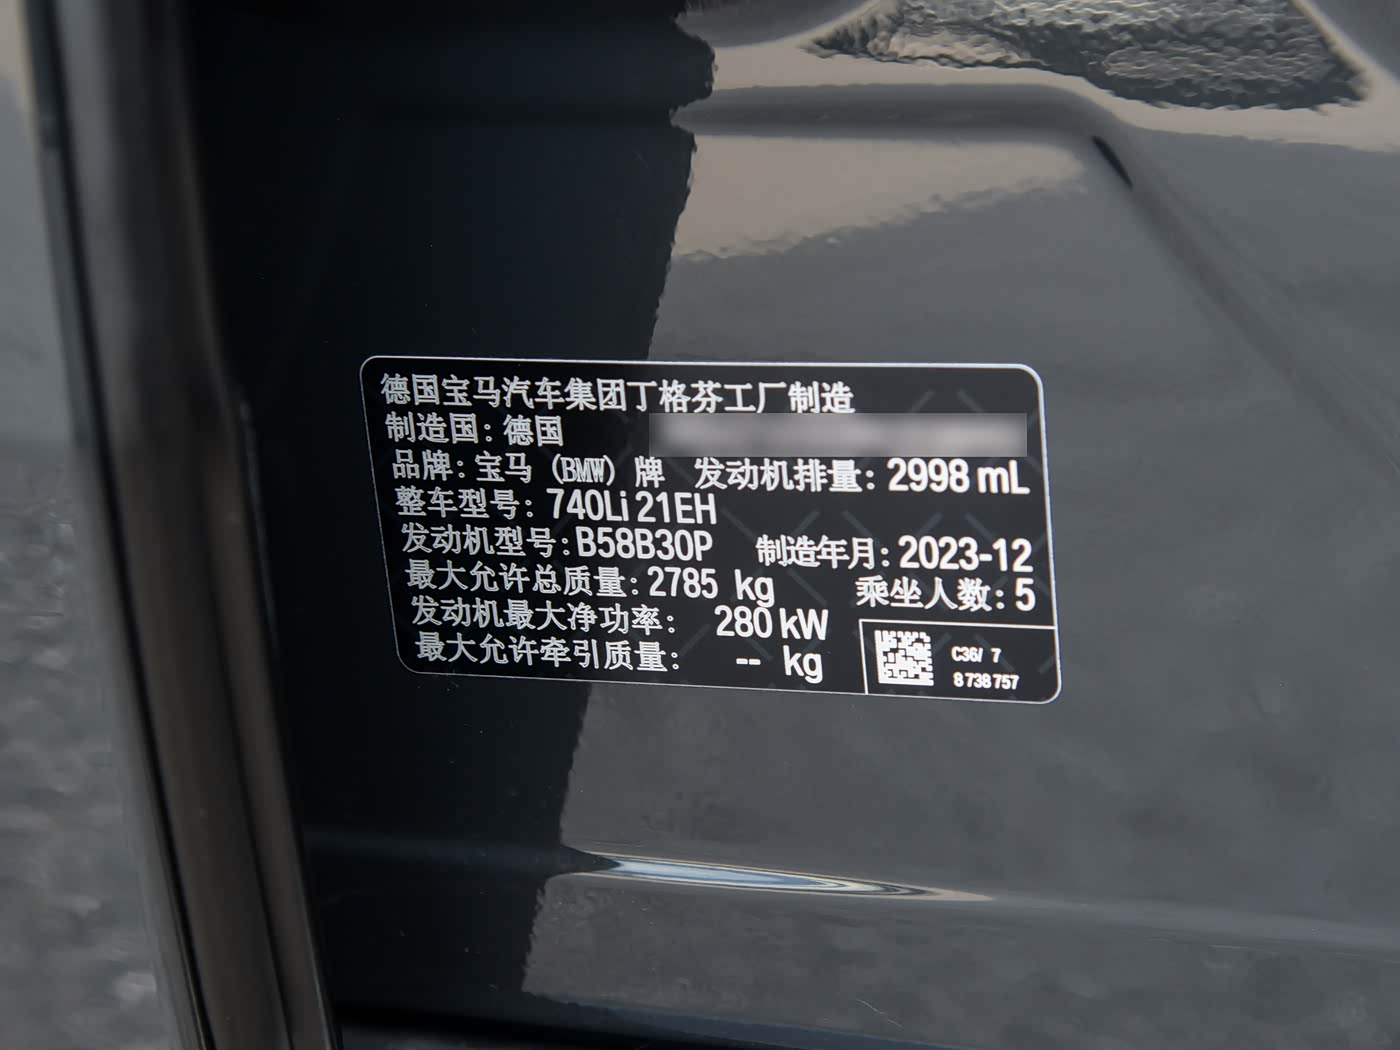 德国宝马汽车集团丁格芬工厂制造
制造国：德国
品牌：宝马（BMW）牌 发动机排量：2998 mL
整车型号：740Li 21EH
发动机型号：B58B30P 制造年月：2023-12
最大允许总质量：2785 kg 乘坐人数：5
发动机最大净功率： 280 kW
最大允许牵引质量： -- kg
C36/ 7
8 738 757